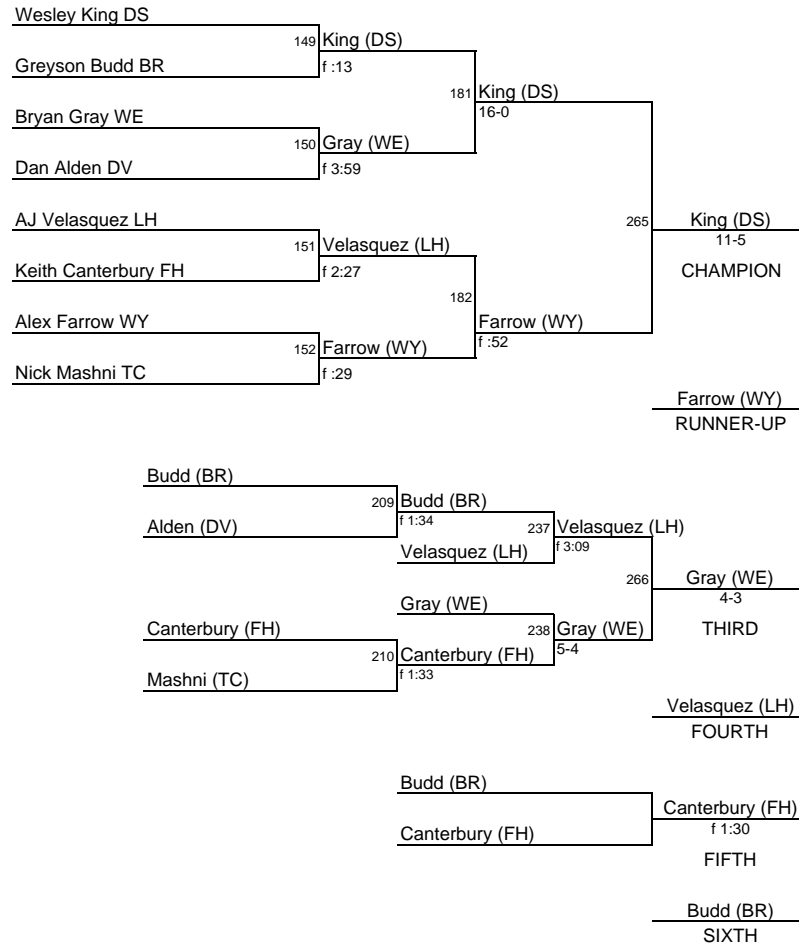 Wesley King DS
149 King (DS)
Greyson Budd BR
f :13
181 King (DS)
16-0
Bryan Gray WE
150 Gray (WE)
Dan Alden DV
f 3:59
AJ Velasquez LH
265 King (DS)
11-5
151 Velasquez (LH)
Keith Canterbury FH
f 2:27
CHAMPION
182
Alex Farrow WY
Farrow (WY)
f :52
152 Farrow (WY)
Nick Mashni TC
f :29
Farrow (WY)
RUNNER-UP
Budd (BR)
209 Budd (BR)
Alden (DV)
f 1:34
237 Velasquez (LH)
Velasquez (LH)
f 3:09
266 Gray (WE)
4-3
Gray (WE)
Canterbury (FH)
238 Gray (WE)
THIRD
5-4
210 Canterbury (FH)
Mashni (TC)
f 1:33
Velasquez (LH)
FOURTH
Budd (BR)
Canterbury (FH)
f 1:30
Canterbury (FH)
FIFTH
Budd (BR)
SIXTH